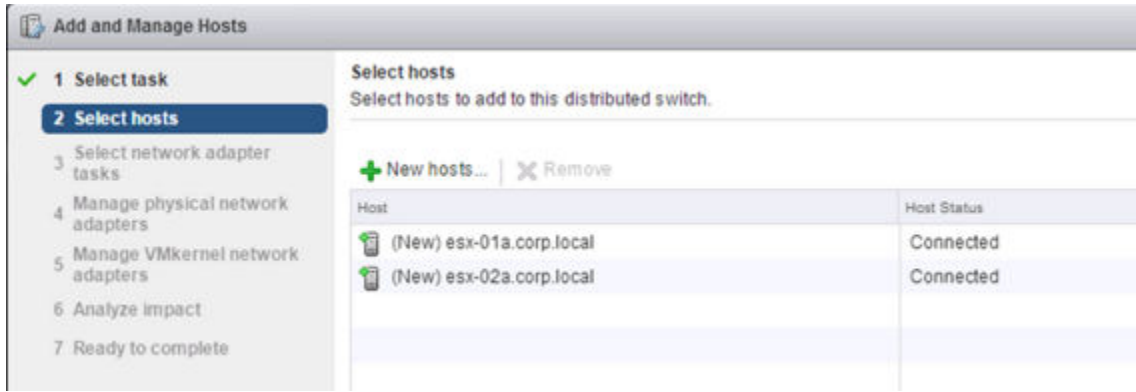 Add and Manage Hosts
1 Select task
2 Select hosts
3 Select network adapter
tasks
4 Manage physical network
adapters
5 Manage VMkernel network
adapters
6 Analyze impact
7 Ready to complete
Select hosts
Select hosts to add to this distributed switch.
New hosts... Remove
Host Host Status
(New) esx-01a.corp.local Connected
(New) esx-02a.corp.local Connected